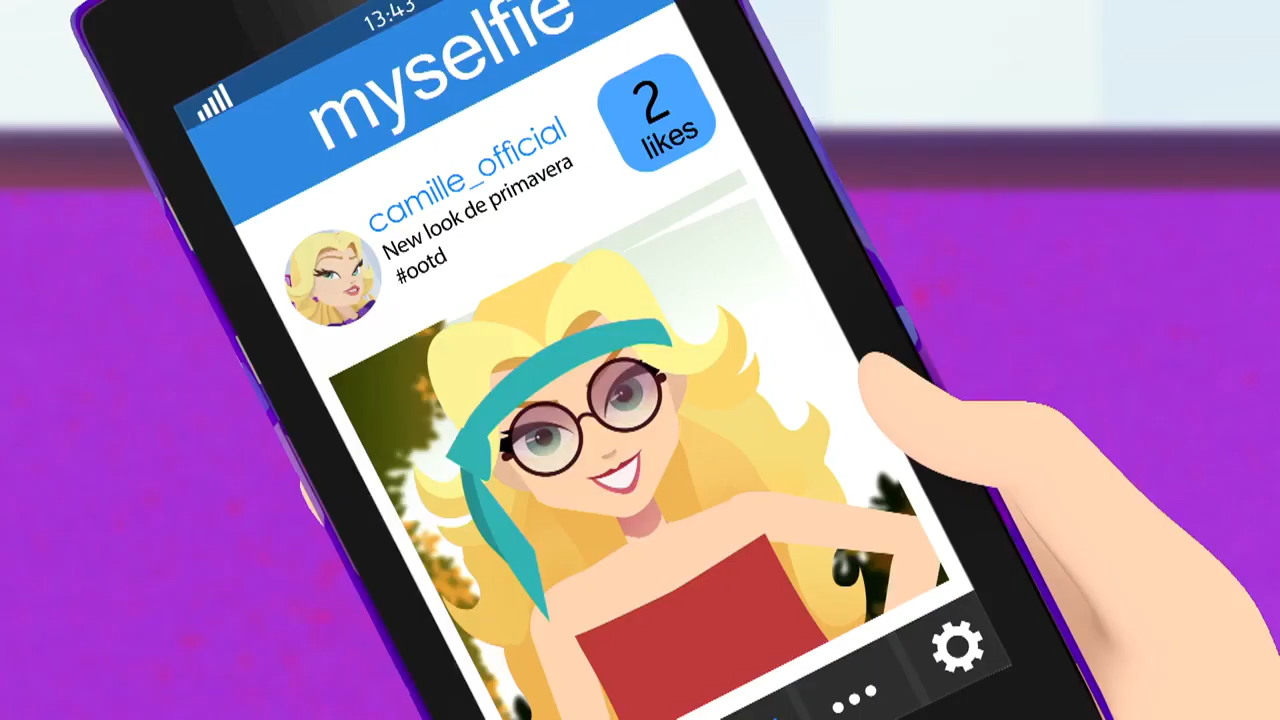 13:43
myselfie
2
likes
camille_official
New look de primavera
#ootd